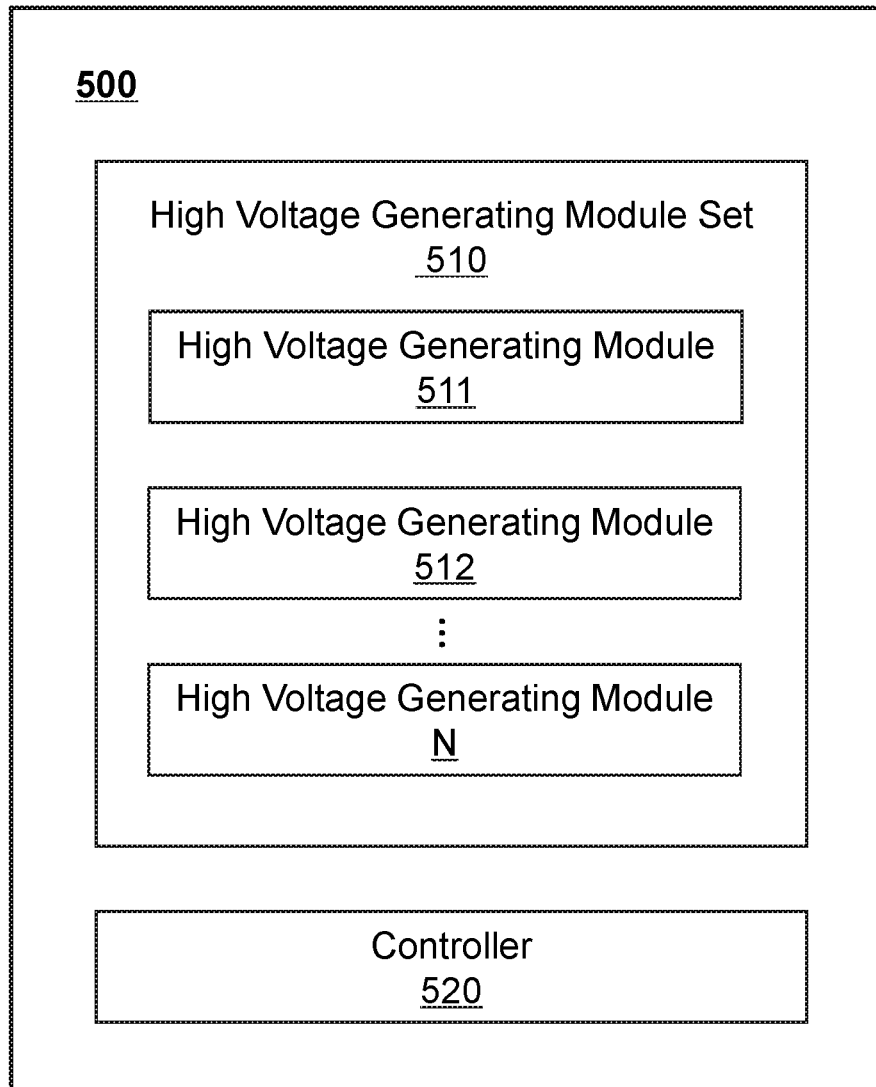 500
High Voltage Generating Module Set
510
High Voltage Generating Module
511
High Voltage Generating Module
512
⋮
High Voltage Generating Module
N
Controller
520